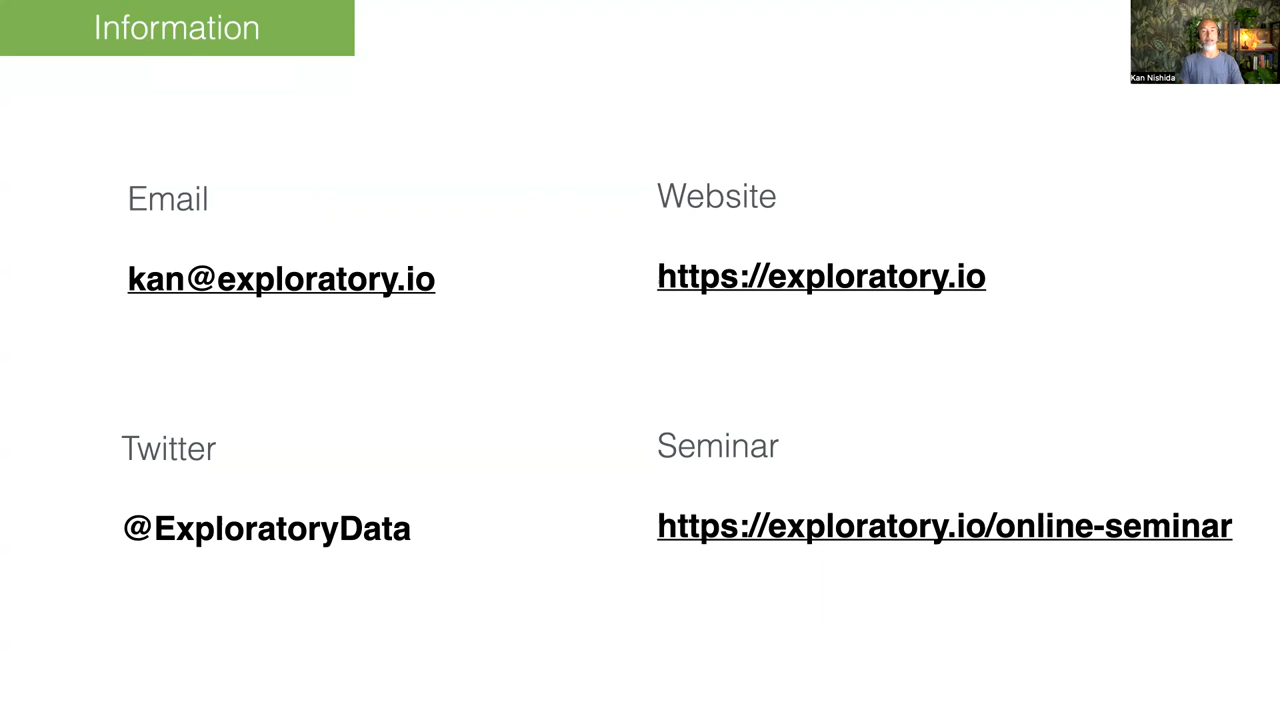 Information
Kan Nishida
Email
Website
kan@exploratory.io
https://exploratory.io
Twitter
Seminar
@ExploratoryData
https://exploratory.io/online-seminar